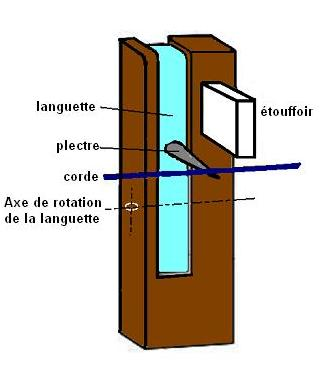 languette
étouffoir
plectre
corde
Axe de rotation
de la languette